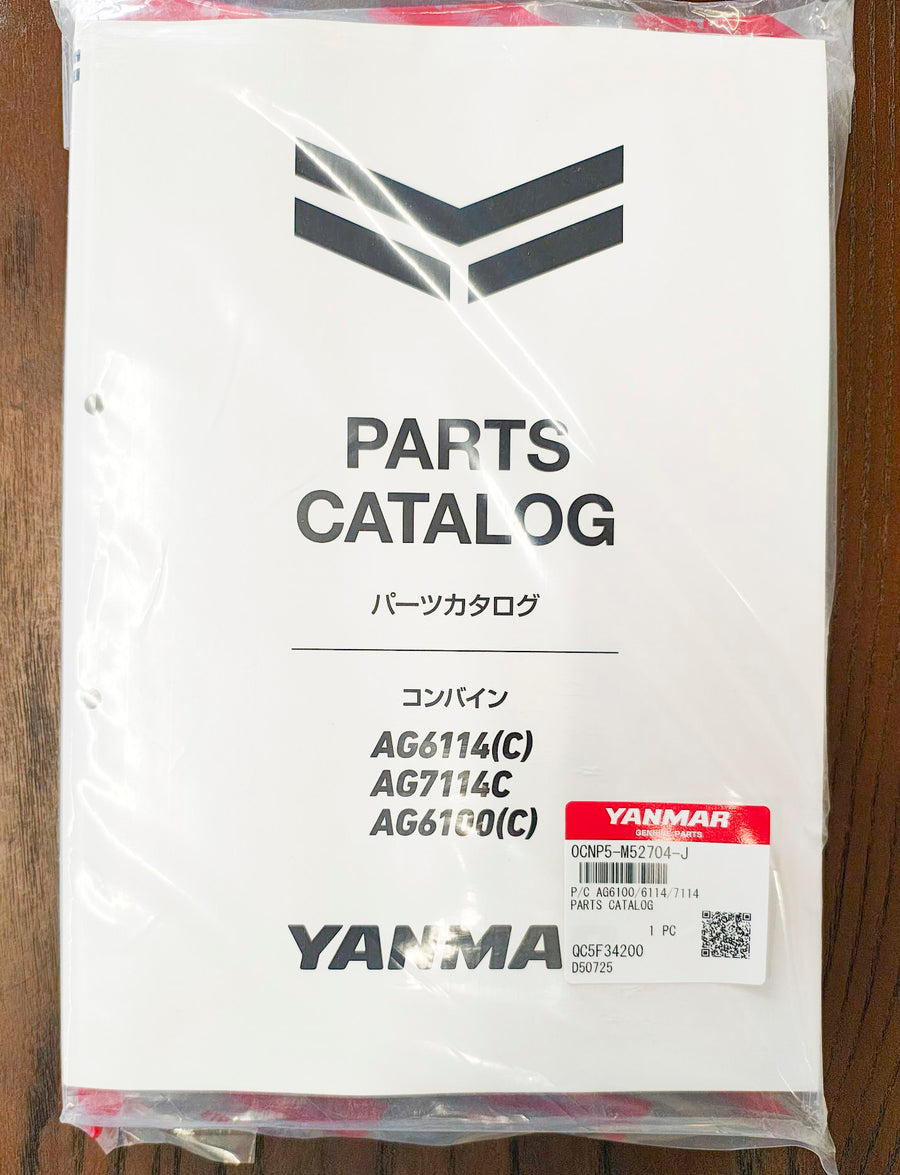 PARTS
CATALOG
パーツカタログ
コンバイン
AG6114(C)
AG7114C
AG6100(C)
YANMA
YANMAR
GENUINE PARTS
0CNP5-M52704-J
P/C AG6100/6114/7114
PARTS CATALOG
1 PC
QC5F34200
D50725